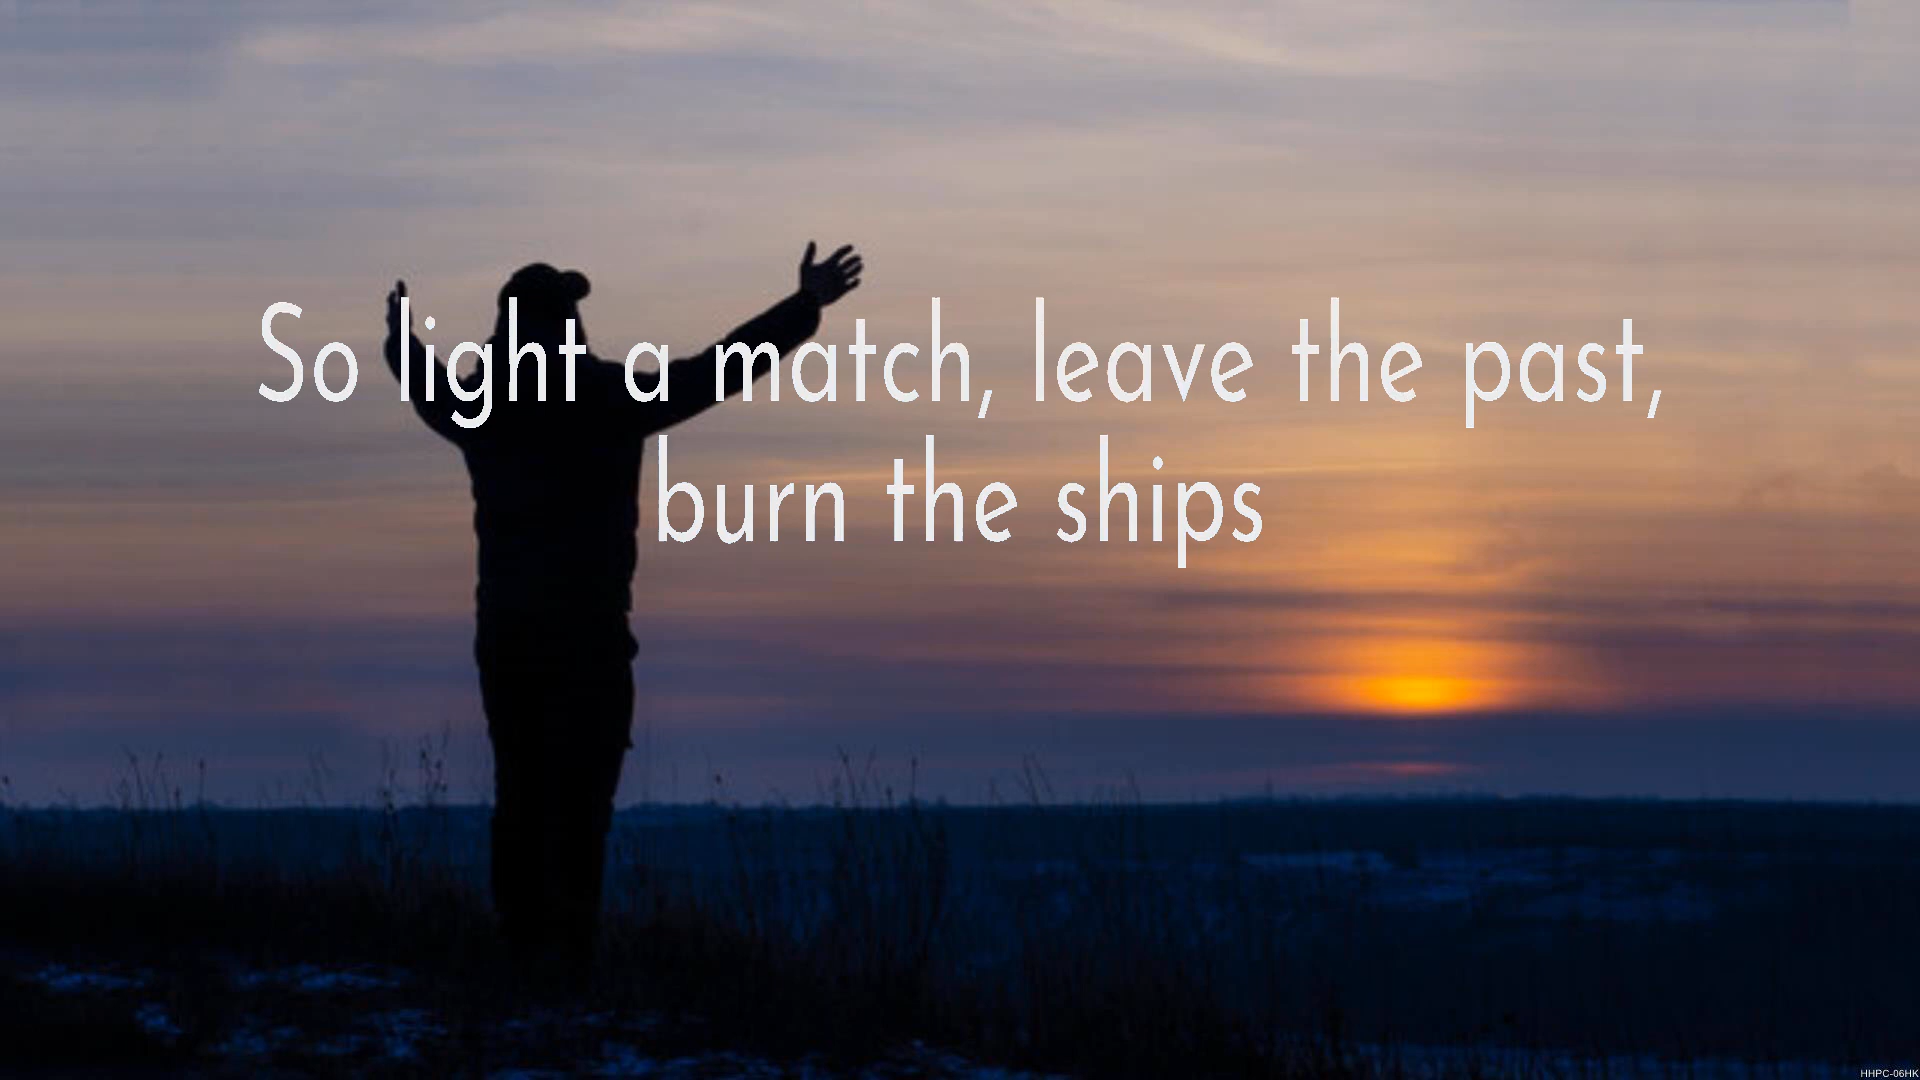 So light a match, leave the past,
burn the ships
HHPC-06HK